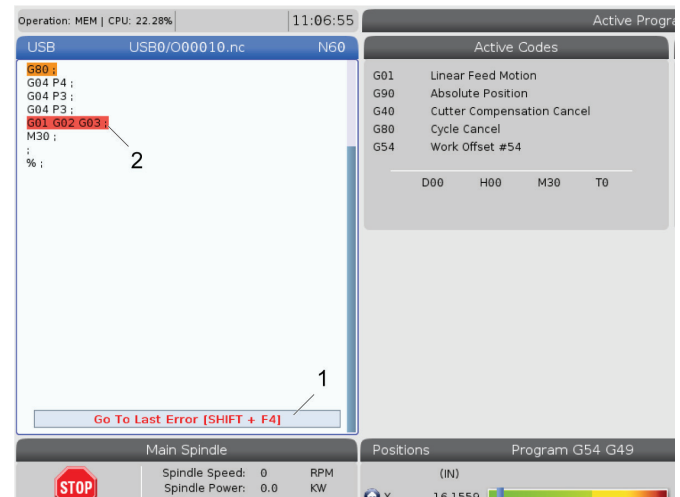 Operation: MEM | CPU: 22.28%
11:06:55
Active Progra
USB USB0/O00010.nc N60
G80 ;
G04 P4 ;
G04 P3 ;
G04 P3 ;
G01 G02 G03 ;
M30 ;
;
% ;
2
1
Go To Last Error [SHIFT + F4]
Active Codes
G01 Linear Feed Motion
G90 Absolute Position
G40 Cutter Compensation Cancel
G80 Cycle Cancel
G54 Work Offset #54
D00 H00 M30 T0
Main Spindle
STOP
Spindle Speed: 0 RPM
Spindle Power: 0.0 KW
Positions Program G54 G49
(IN)
X 16.1559